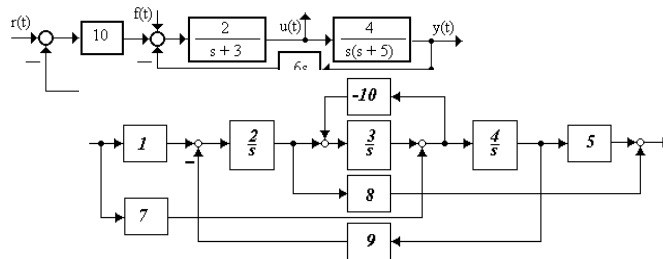 r(t) 10 f(t) 2 / s + 3 u(t) 4 / s(s + 5) y(t)
6s
-10
1 2/s 3/s 4/s 5
7 8
9